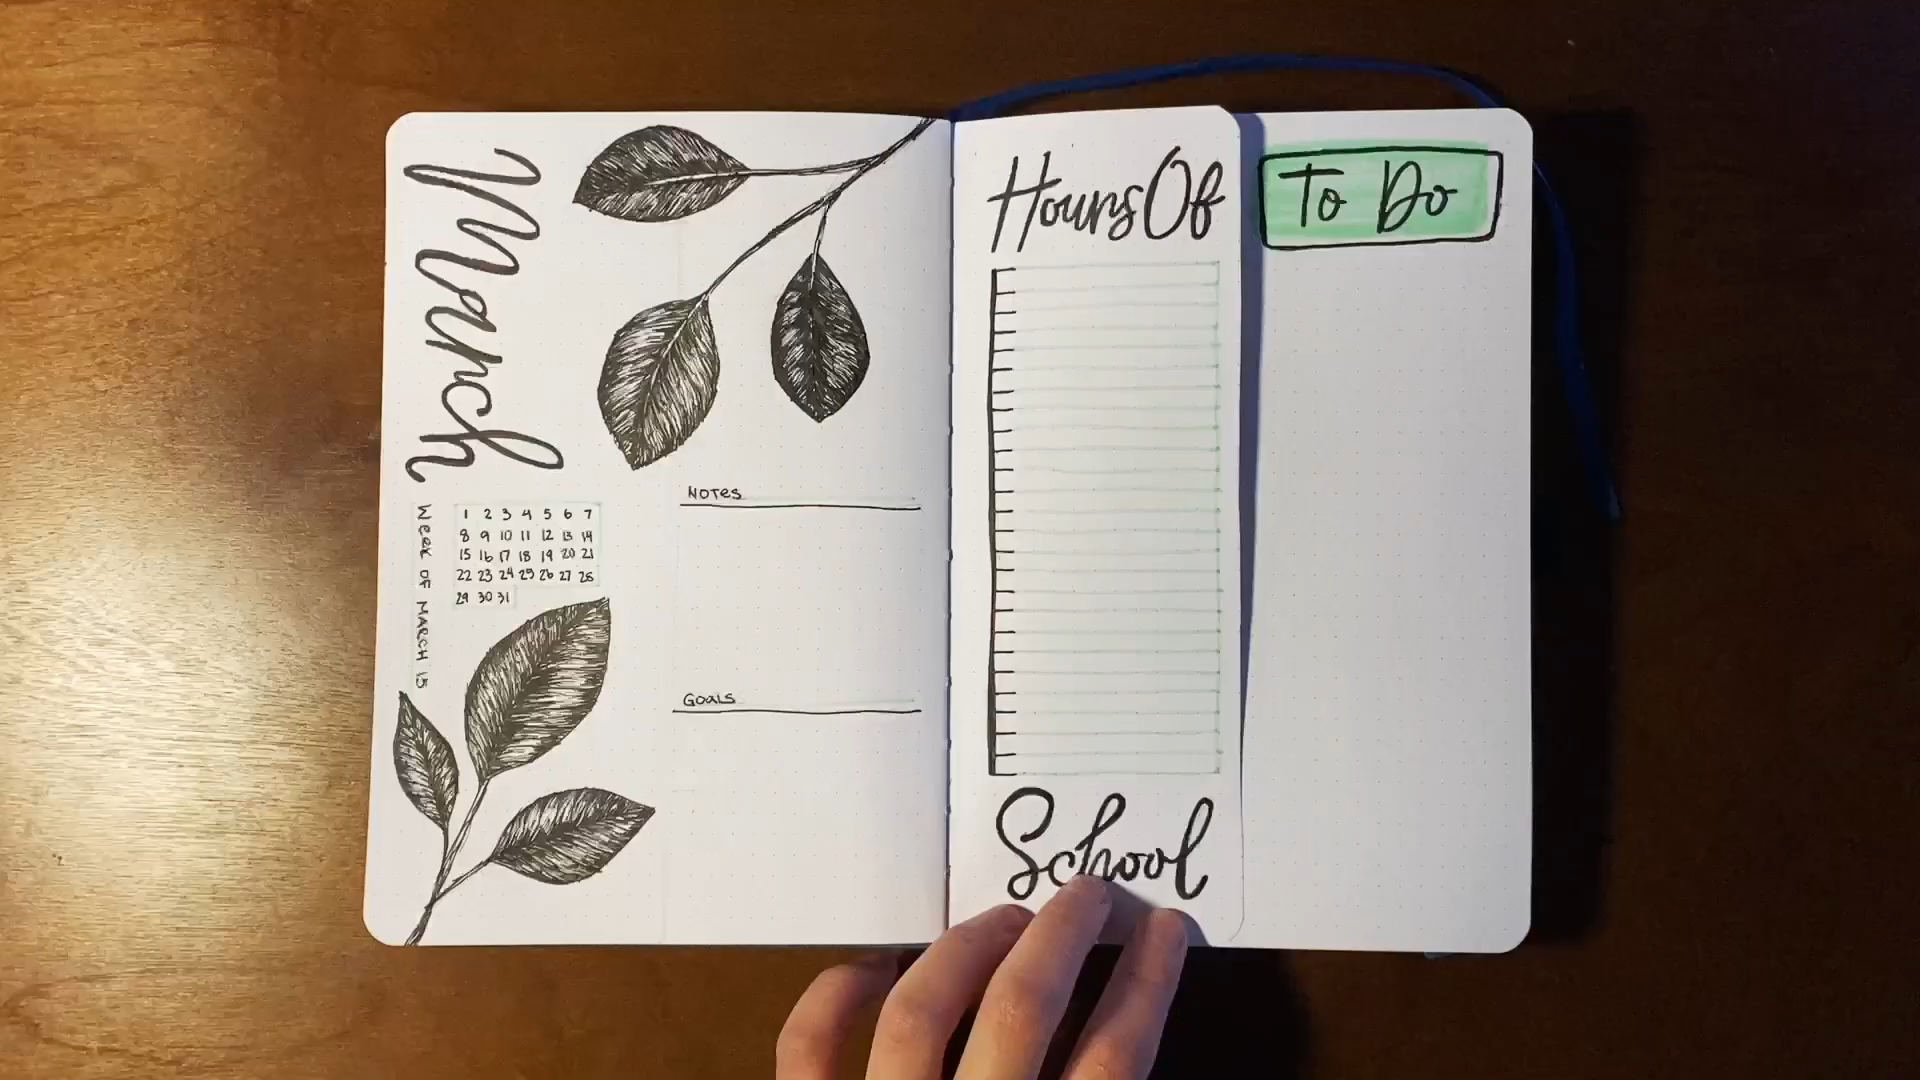 March
Week of MARCH 15
1 2 3 4 5 6 7
8 9 10 11 12 13 14
15 16 17 18 19 20 21
22 23 24 25 26 27 28
29 30 31
Notes
Goals
Hours Of
School
To Do